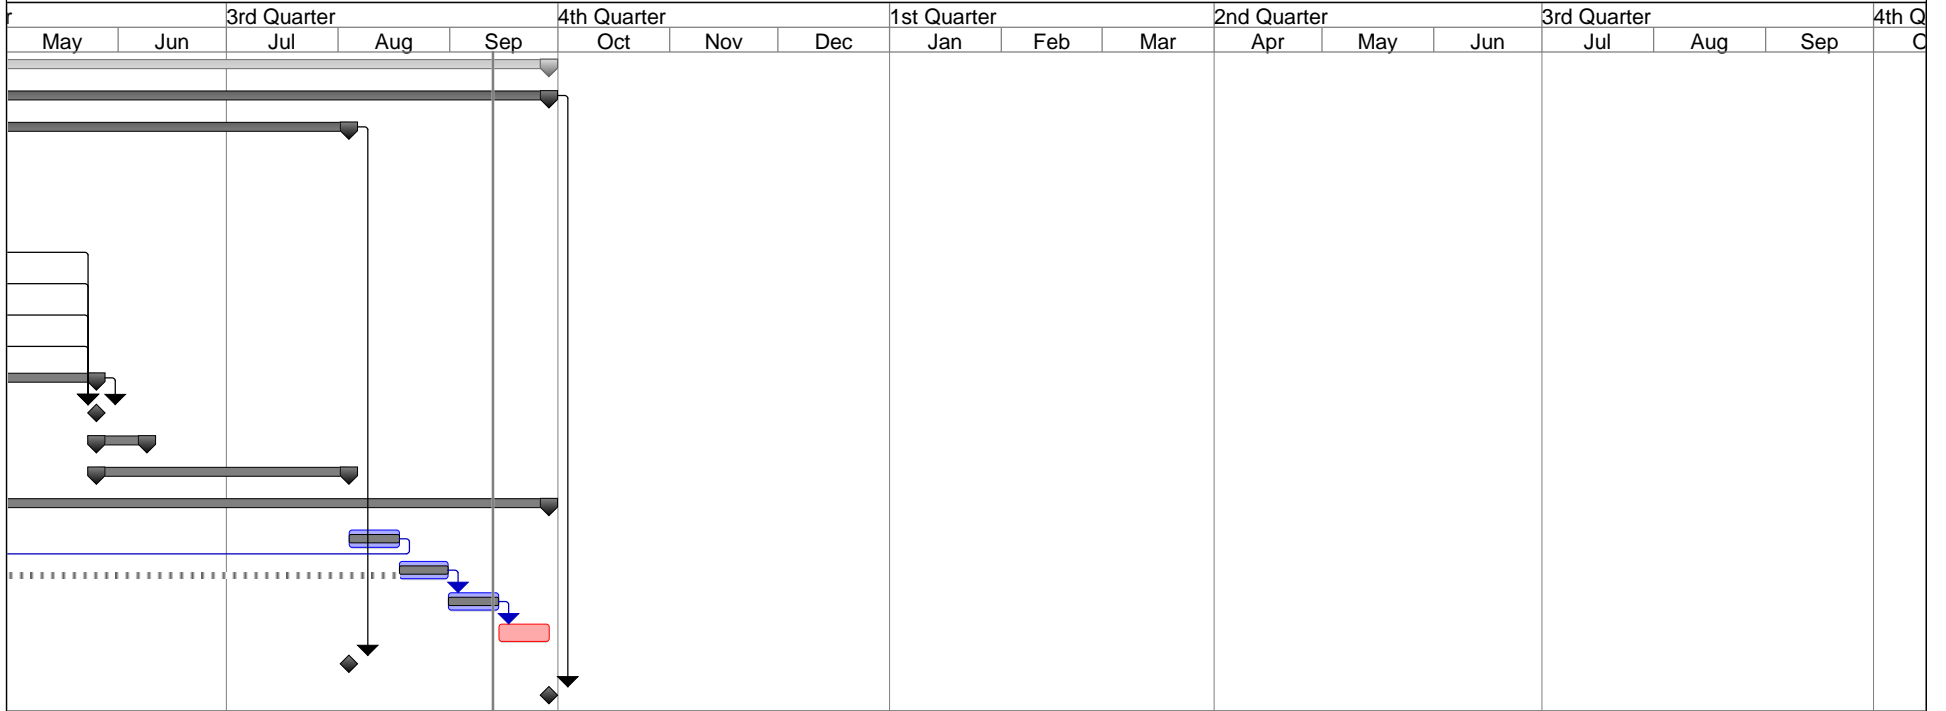 r 3rd Quarter 4th Quarter 1st Quarter 2nd Quarter 3rd Quarter 4th Q
May Jun Jul Aug Sep Oct Nov Dec Jan Feb Mar Apr May Jun Jul Aug Sep O